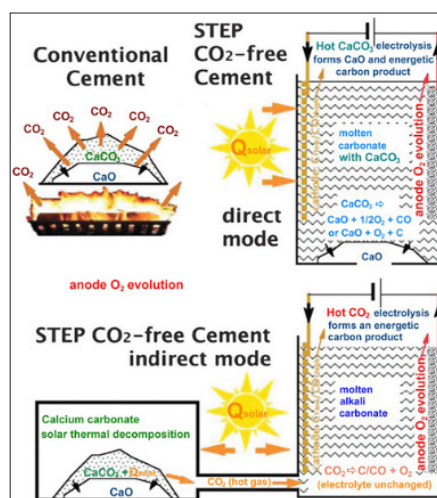 Conventional
Cement
CO₂
CO₂
CO₂
CO₂
CO₂
CO₂
CO₂
CaCO₃
CaO
anode O₂ evolution
STEP
CO₂-free
Cement
Qsolar
direct
mode
Hot CaCO₃ electrolysis
forms CaO and energetic
carbon product
molten
carbonate
with CaCO₃
CaCO₃ ⇨
CaO + 1/2O₂ + CO
or CaO + O₂ + C
anode O₂ evolution
CaO
STEP CO₂-free Cement
indirect mode
Qsolar
Calcium carbonate
solar thermal decomposition
CaCO₃ + Qsolar
CaO
CO₂ (hot gas)
Hot CO₂ electrolysis
forms an energetic
carbon product
molten
alkali
carbonate
anode O₂ evolution
CO₂⇨C/CO + O₂
(electrolyte unchanged)